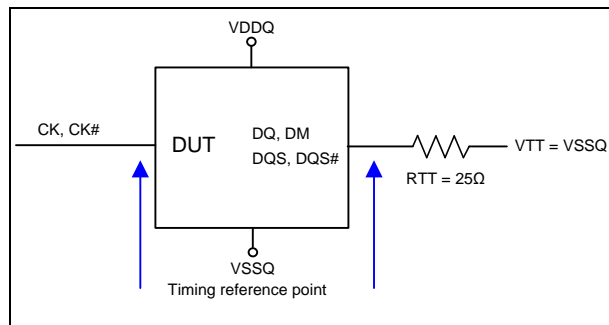 VDDQ
CK, CK#
DUT
DQ, DM
DQS, DQS#
VTT = VSSQ
RTT = 25Ω
VSSQ
Timing reference point